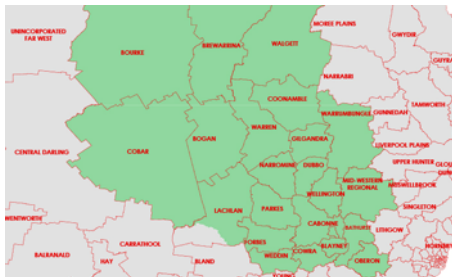 MOREE PLAINS
UNINCORPORATED
FAR WEST
GWYDIR
BOURKE
BREWARRINA
WALGETT
NARRABRI
COONAMBLE
WARRUMBUNGLE
GUNNEDAH
TAMWORTH
COBAR
BOGAN
WARREN
GILGANDRA
LIVERPOOL PLAINS
CENTRAL DARLING
NARROMINE
DUBBO
UPPER HUNTER
MID-WESTERN
REGIONAL
MUSWELLBROOK
WELLINGTON
SINGLETON
LACHLAN
PARKES
CABONNE
WENTWORTH
CARRATHOOL
FORBES
BATHURST
LITHGOW
BALRANALD
HAY
BLAND
WEDDIN
COWRA
BLAYNEY
OBERON